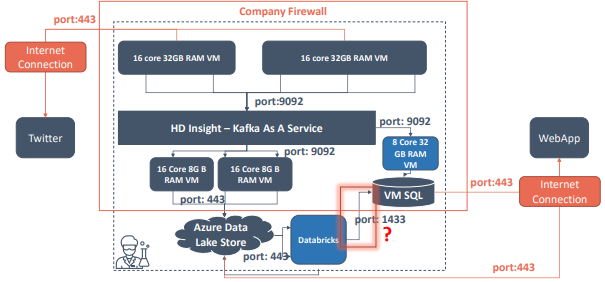 Company Firewall
port:443
Internet
Connection
16 core 32GB RAM VM
16 core 32GB RAM VM
port:9092
Twitter
HD Insight – Kafka As A Service
port: 9092
WebApp
port: 9092
8 Core 32
GB RAM
VM
16 Core 8G B
RAM VM
16 Core 8G B
RAM VM
port: 443
VM SQL
port:443
Internet
Connection
Azure Data
Lake Store
port: 1433
?
Databricks
port: 443
port:443